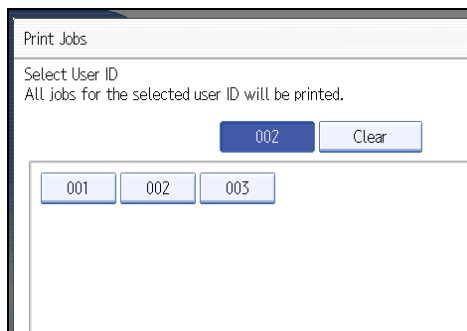 Print Jobs
Select User ID
All jobs for the selected user ID will be printed.
002 Clear
001 002 003